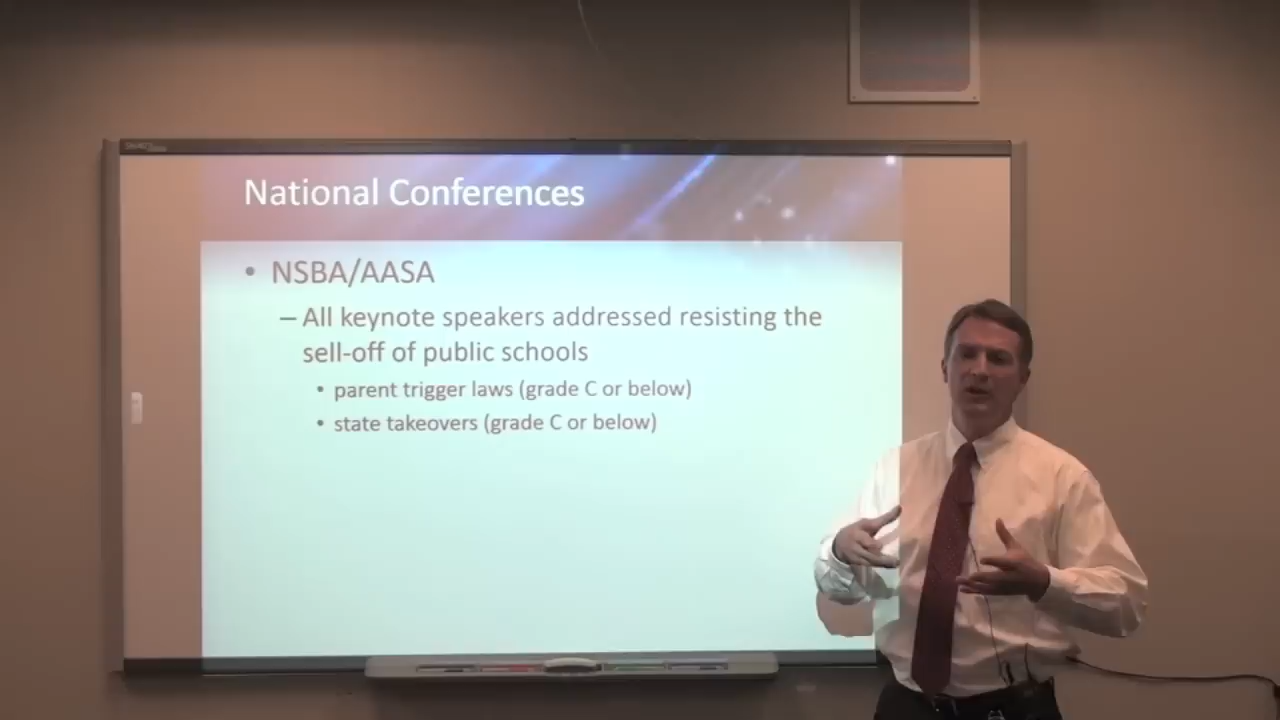 National Conferences
• NSBA/AASA
– All keynote speakers addressed resisting the
sell-off of public schools
• parent trigger laws (grade C or below)
• state takeovers (grade C or below)